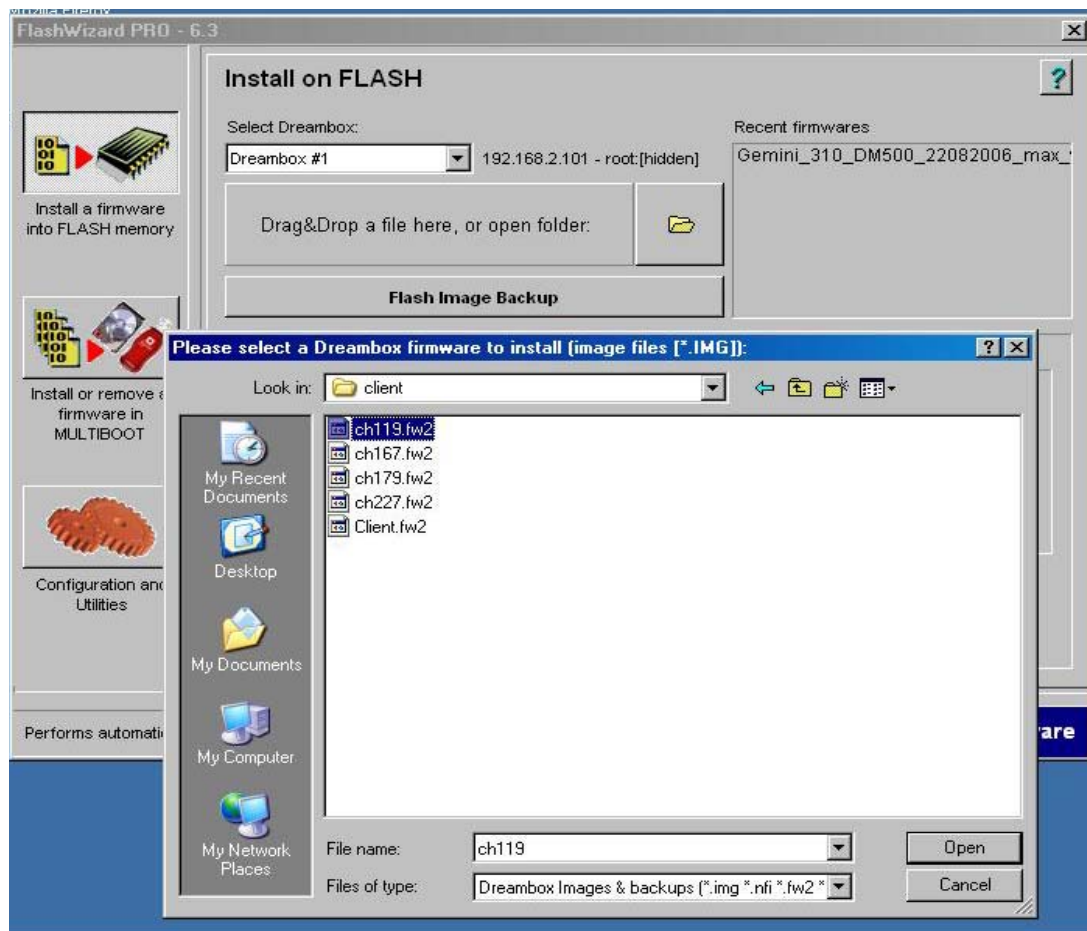 FlashWizard PRO - 6.3
Install on FLASH
Select Dreambox:
Dreambox #1
192.168.2.101 - root:[hidden]
Recent firmwares
Gemini_310_DM500_22082006_max_
Drag&Drop a file here, or open folder:
Flash Image Backup
Install a firmware
into FLASH memory
Install or remove
firmware in
MULTIBOOT
Configuration and
Utilities
Performs automati
are
Please select a Dreambox firmware to install (image files [*.IMG]):
Look in:
client
ch119.fw2
ch167.fw2
ch179.fw2
ch227.fw2
Client.fw2
My Recent
Documents
Desktop
My Documents
My Computer
My Network
Places
File name:
ch119
Open
Files of type:
Dreambox Images & backups (*.img *.nfi *.fw2 *
Cancel